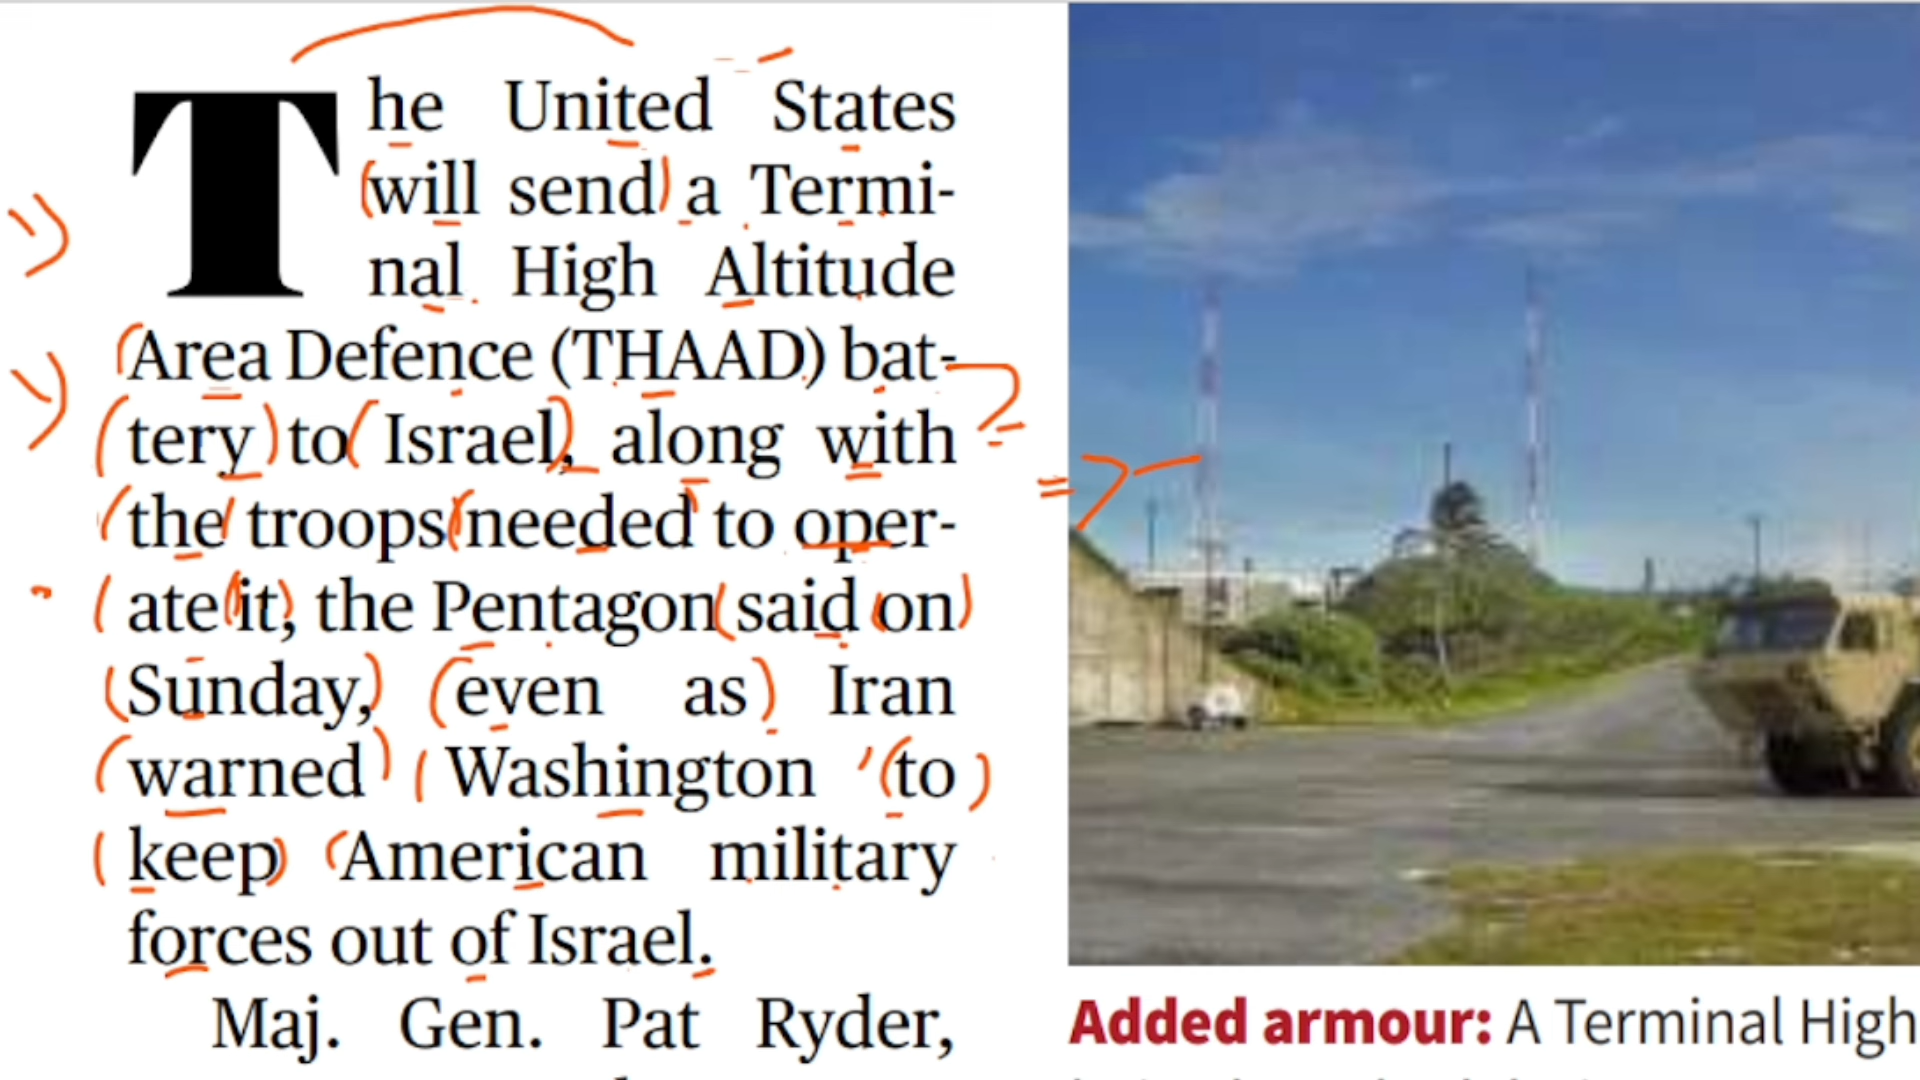 The United States
will send a Termi-
nal High Altitude
Area Defence (THAAD) bat-
tery to Israel, along with
the troops needed to oper-
ate it, the Pentagon said on
Sunday, even as Iran
warned Washington to
keep American military
forces out of Israel.
Maj. Gen. Pat Ryder,
Added armour: A Terminal High